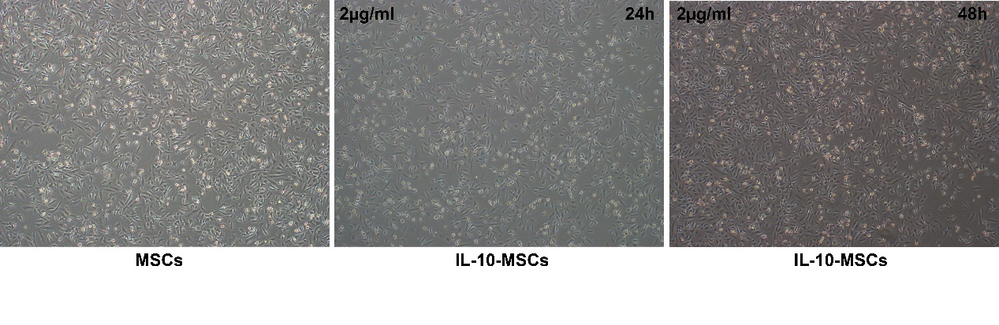 2μg/ml 24h
2μg/ml 48h
MSCs
IL-10-MSCs
IL-10-MSCs